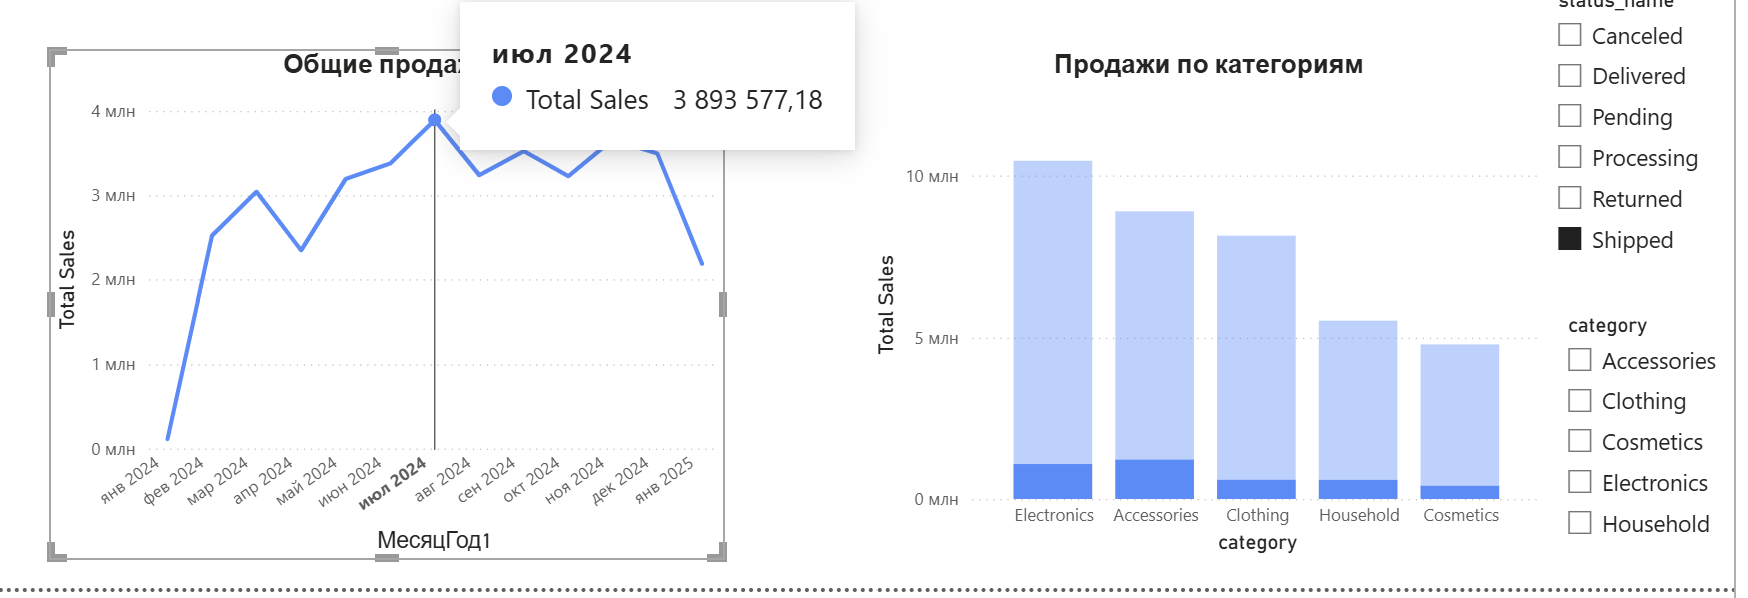 Общие прода
4 млн
3 млн
2 млн
1 млн
0 млн
Total Sales
янв 2024
фев 2024
мар 2024
апр 2024
май 2024
июн 2024
июл 2024
авг 2024
сен 2024
окт 2024
ноя 2024
дек 2024
янв 2025
МесяцГод1
июл 2024
Total Sales 3 893 577,18
Продажи по категориям
10 млн
5 млн
0 млн
Total Sales
Electronics
Accessories
Clothing
Household
Cosmetics
category
status_name
Canceled
Delivered
Pending
Processing
Returned
Shipped
category
Accessories
Clothing
Cosmetics
Electronics
Household